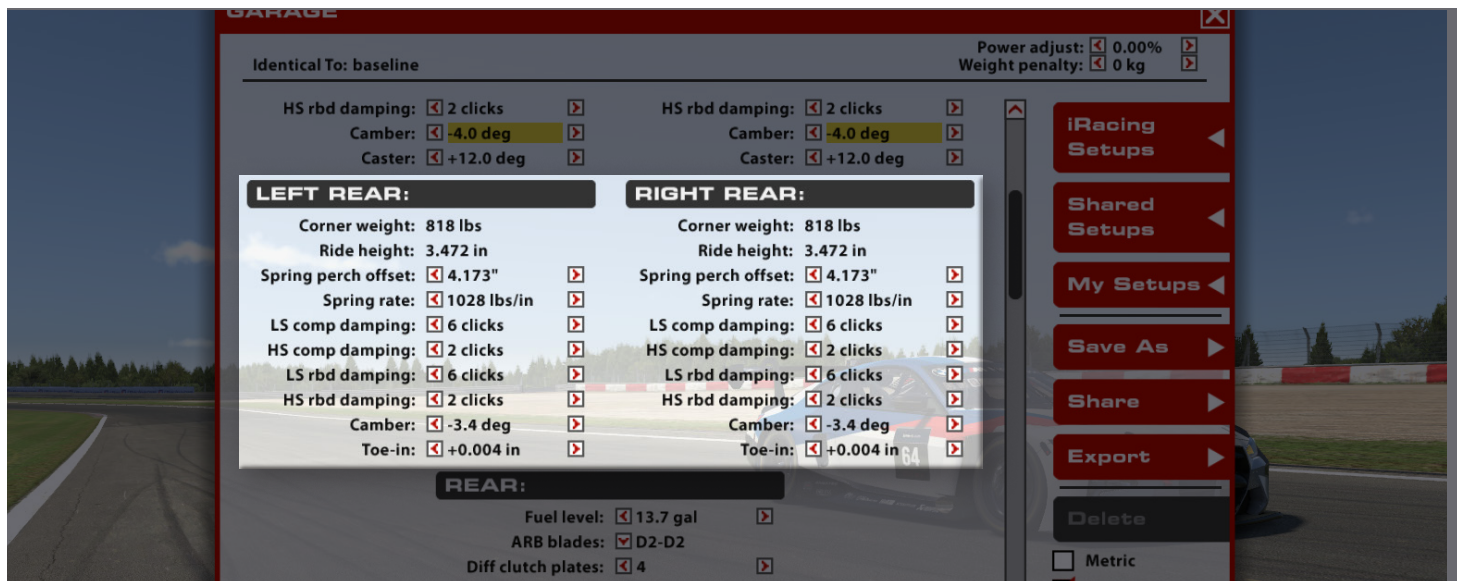 GARAGE
Power adjust: 0.00%
Identical To: baseline
Weight penalty: 0 kg
HS rbd damping: 2 clicks HS rbd damping: 2 clicks
Camber: -4.0 deg Camber: -4.0 deg
Caster: +12.0 deg Caster: +12.0 deg
LEFT REAR: RIGHT REAR:
Corner weight: 818 lbs Corner weight: 818 lbs
Ride height: 3.472 in Ride height: 3.472 in
Spring perch offset: 4.173" Spring perch offset: 4.173"
Spring rate: 1028 lbs/in Spring rate: 1028 lbs/in
LS comp damping: 6 clicks LS comp damping: 6 clicks
HS comp damping: 2 clicks HS comp damping: 2 clicks
LS rbd damping: 6 clicks LS rbd damping: 6 clicks
HS rbd damping: 2 clicks HS rbd damping: 2 clicks
Camber: -3.4 deg Camber: -3.4 deg
Toe-in: +0.004 in Toe-in: +0.004 in
64
REAR:
Fuel level: 13.7 gal
ARB blades: D2-D2
Diff clutch plates: 4
iRacing
Setups
Shared
Setups
My Setups
Save As
Share
Export
Delete
Metric